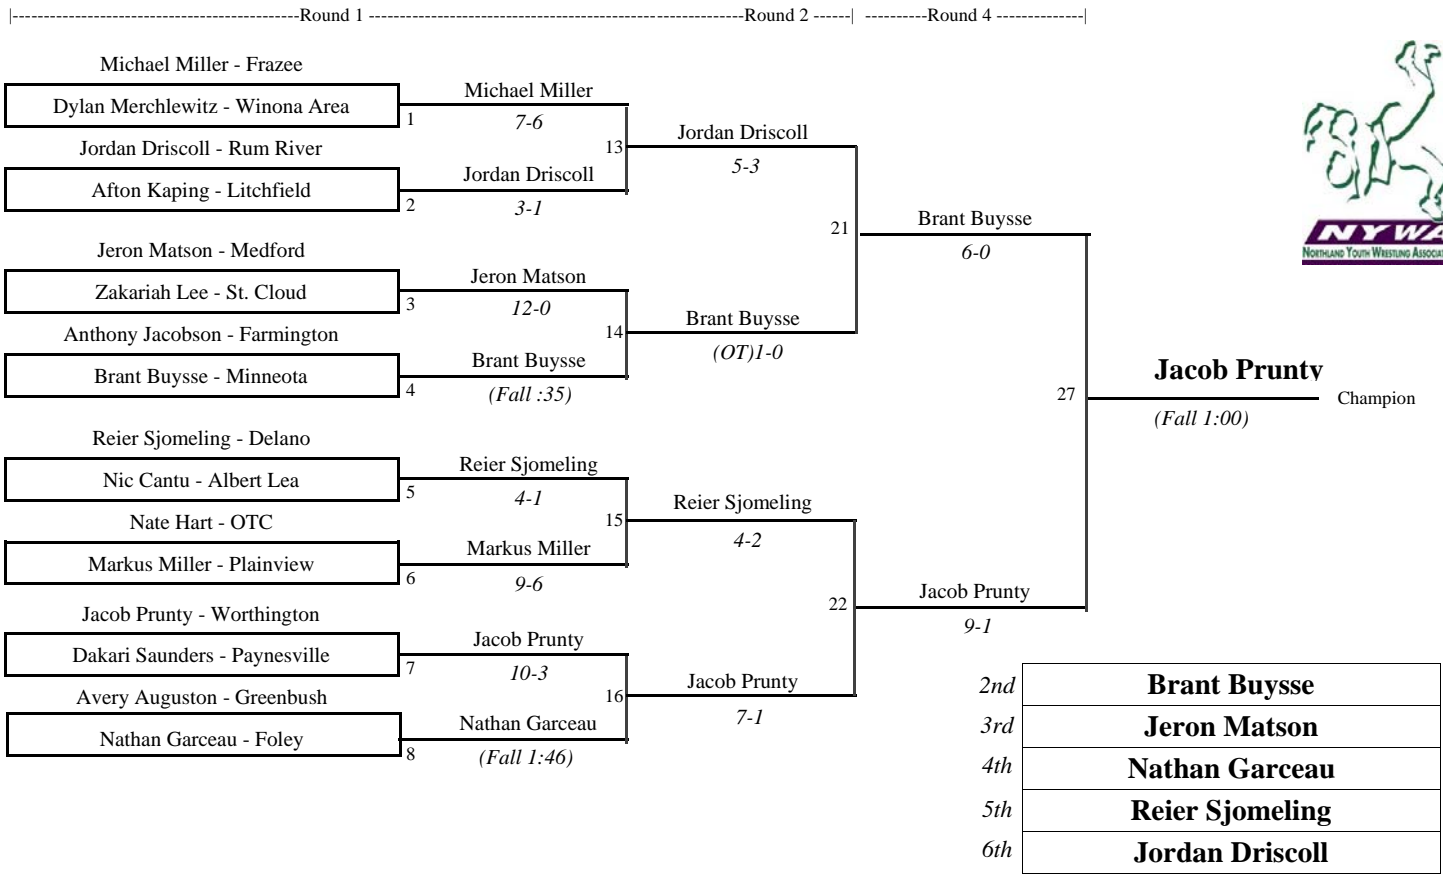 |---Round 1 ---Round 2 ------| ----------Round 4 -------------|
Michael Miller - Frazee
Dylan Merchlewitz - Winona Area
1
Michael Miller
7-6
Jordan Driscoll - Rum River
Afton Kaping - Litchfield
2
Jordan Driscoll
3-1
13
Jordan Driscoll
5-3
Jeron Matson - Medford
Zakariah Lee - St. Cloud
3
Jeron Matson
12-0
Anthony Jacobson - Farmington
Brant Buysse - Minneota
4
Brant Buysse
(Fall :35)
14
Brant Buysse
(OT)1-0
21
Brant Buysse
6-0
Reier Sjomeling - Delano
Nic Cantu - Albert Lea
5
Reier Sjomeling
4-1
Nate Hart - OTC
Markus Miller - Plainview
6
Markus Miller
9-6
15
Reier Sjomeling
4-2
Jacob Prunty - Worthington
Dakari Saunders - Paynesville
7
Jacob Prunty
10-3
Avery Auguston - Greenbush
Nathan Garceau - Foley
8
Nathan Garceau
(Fall 1:46)
16
Jacob Prunty
7-1
22
Jacob Prunty
9-1
27
Jacob Prunty
(Fall 1:00)
Champion
NYWA
Northland Youth Wrestling Associat
2nd Brant Buysse
3rd Jeron Matson
4th Nathan Garceau
5th Reier Sjomeling
6th Jordan Driscoll